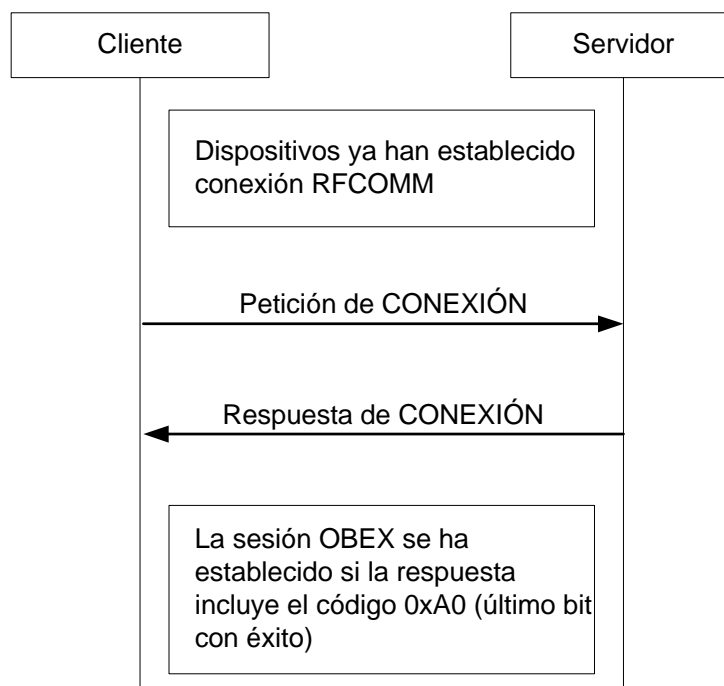 Cliente
Servidor
Dispositivos ya han establecido
conexión RFCOMM
Petición de CONEXIÓN
Respuesta de CONEXIÓN
La sesión OBEX se ha
establecido si la respuesta
incluye el código 0xA0 (último bit
con éxito)